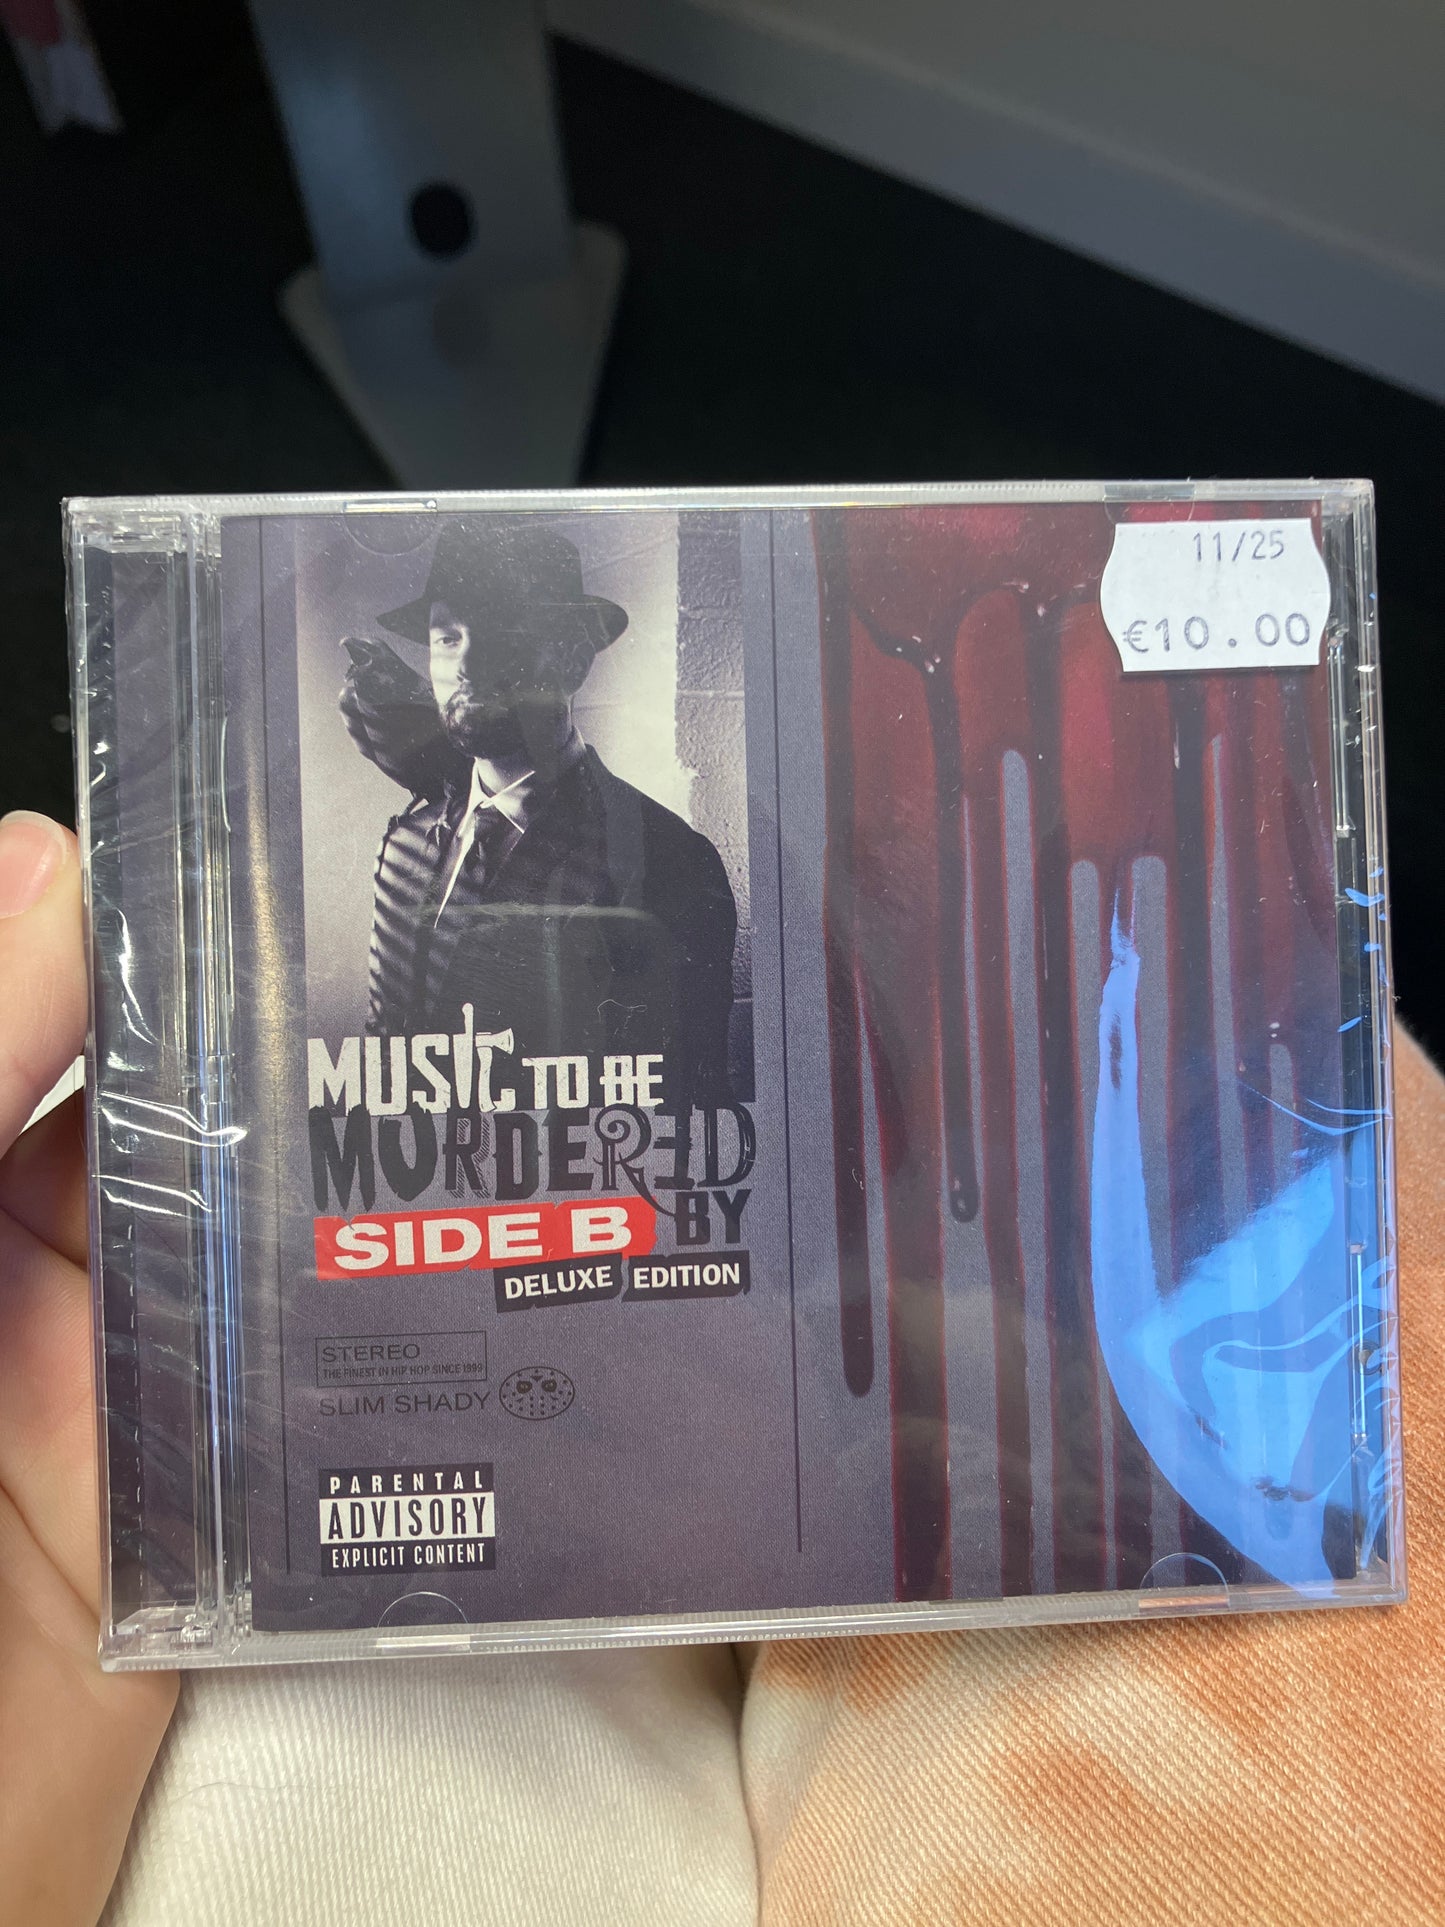 11/25
€10.00
MUSIC TO BE
MURDERED
SIDE B BY
DELUXE EDITION
STEREO
THE FINEST IN HIP HOP SINCE 1999
SLIM SHADY
PARENTAL
ADVISORY
EXPLICIT CONTENT